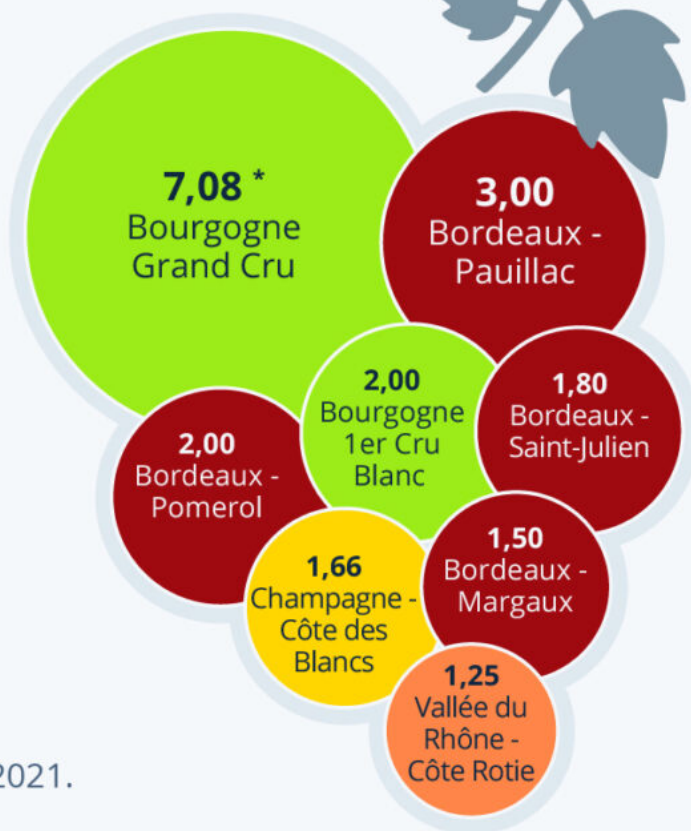 7,08 *
Bourgogne
Grand Cru
3,00
Bordeaux -
Pauillac
2,00
Bourgogne
1er Cru
Blanc
1,80
Bordeaux -
Saint-Julien
2,00
Bordeaux -
Pomerol
1,66
Champagne -
Côte des
Blancs
1,50
Bordeaux -
Margaux
1,25
Vallée du
Rhône -
Côte Rotie
2021.